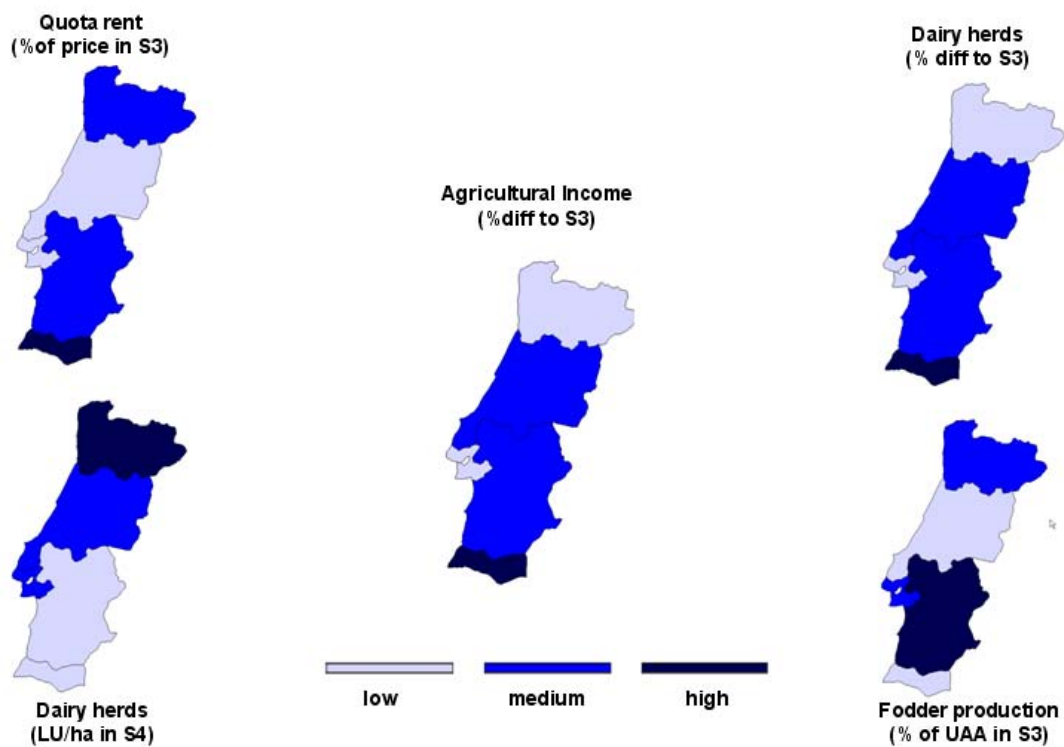 Quota rent
(%of price in S3)
Dairy herds
(% diff to S3)
Agricultural Income
(%diff to S3)
low
medium
high
Dairy herds
(LU/ha in S4)
Fodder production
(% of UAA in S3)